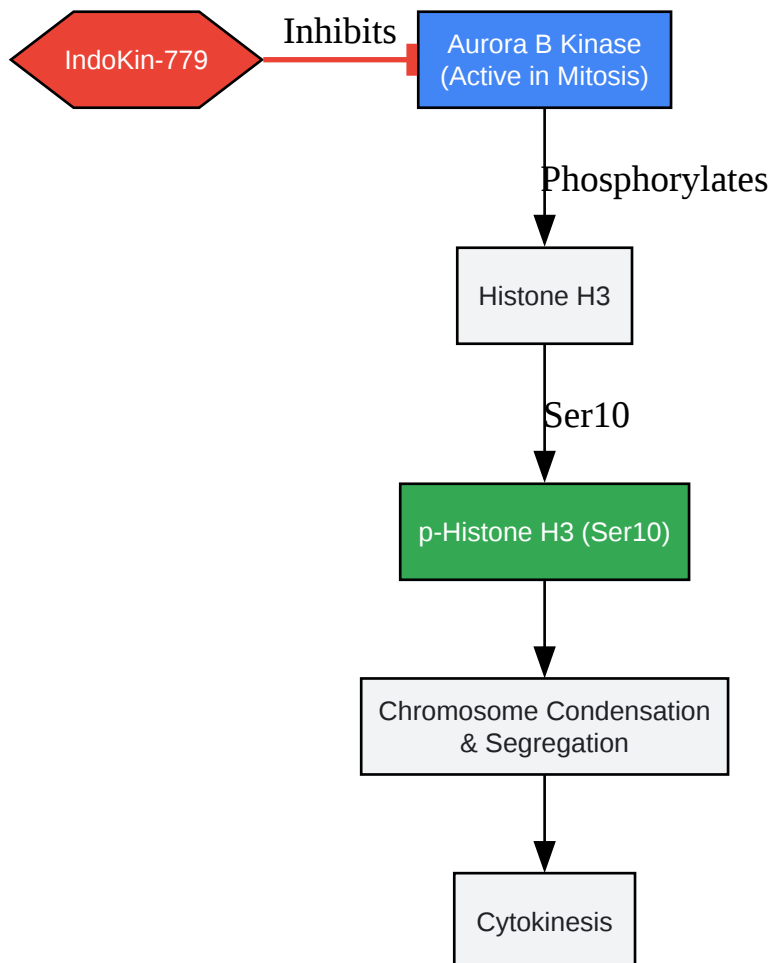 Inhibits
IndoKin-779
Aurora B Kinase
(Active in Mitosis)
Phosphorylates
Histone H3
Ser10
p-Histone H3 (Ser10)
Chromosome Condensation
& Segregation
Cytokinesis